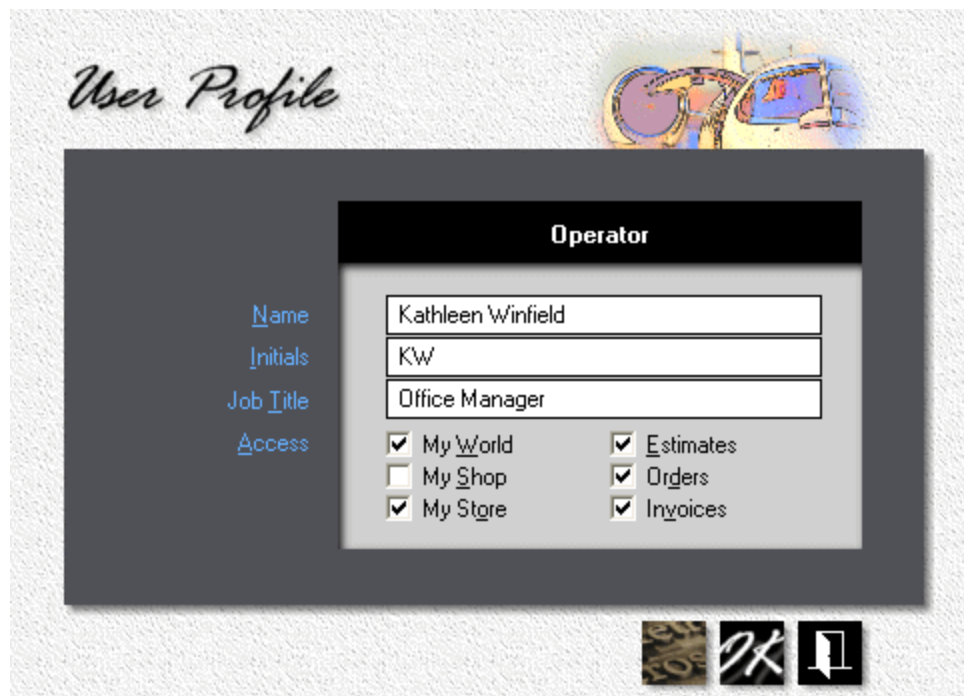 User Profile
Operator
Name Kathleen Winfield
Initials KW
Job Title Office Manager
Access My World Estimates
My Shop Orders
My Store Invoices
OK